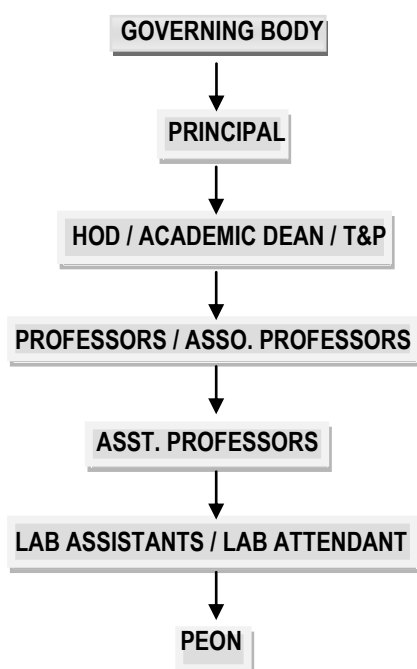 GOVERNING BODY
PRINCIPAL
HOD / ACADEMIC DEAN / T&P
PROFESSORS / ASSO. PROFESSORS
ASST. PROFESSORS
LAB ASSISTANTS / LAB ATTENDANT
PEON